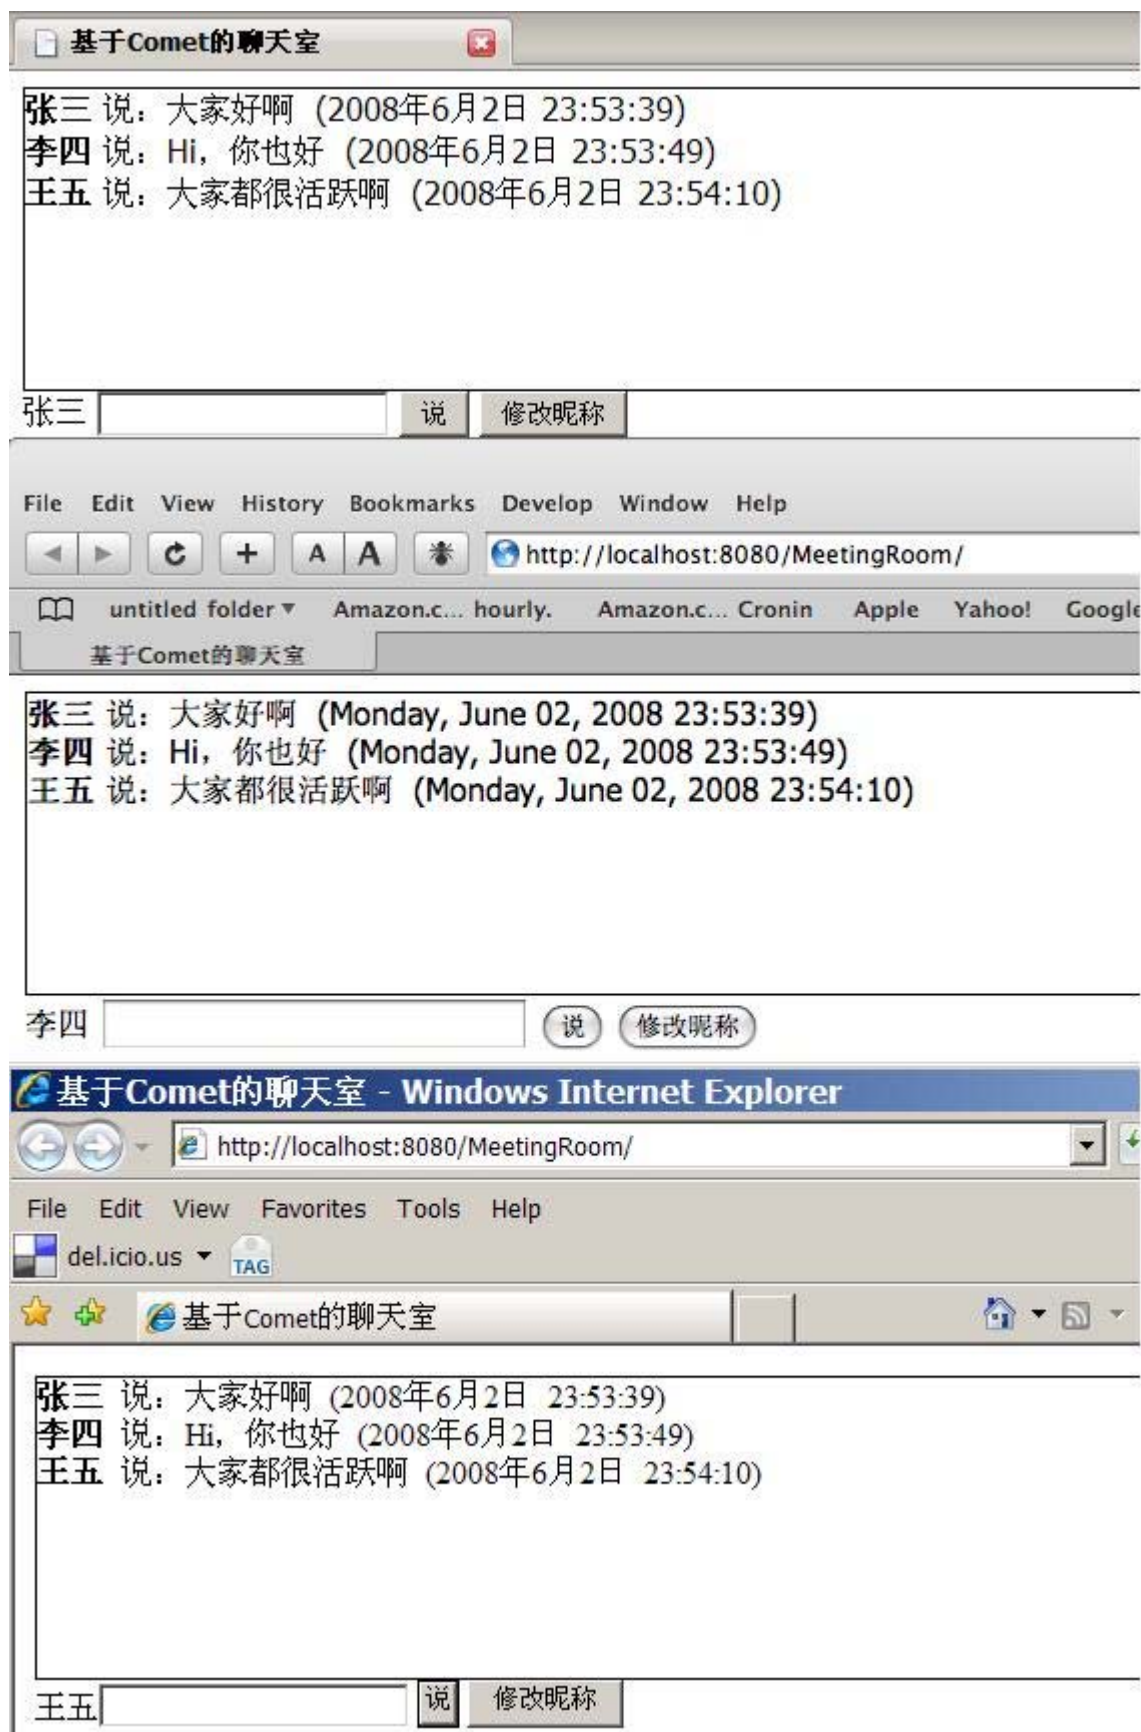 基于Comet的聊天室
张三 说：大家好啊 (2008年6月2日 23:53:39)
李四 说：Hi，你也好 (2008年6月2日 23:53:49)
王五 说：大家都很活跃啊 (2008年6月2日 23:54:10)
张三 说 修改昵称
File Edit View History Bookmarks Develop Window Help
A A http://localhost:8080/MeetingRoom/
untitled folder Amazon.c... hourly. Amazon.c... Cronin Apple Yahoo! Google
基于Comet的聊天室
张三 说：大家好啊 (Monday, June 02, 2008 23:53:39)
李四 说：Hi，你也好 (Monday, June 02, 2008 23:53:49)
王五 说：大家都很活跃啊 (Monday, June 02, 2008 23:54:10)
李四 说 修改昵称
基于Comet的聊天室 - Windows Internet Explorer
http://localhost:8080/MeetingRoom/
File Edit View Favorites Tools Help
del.icio.us TAG
基于Comet的聊天室
张三 说：大家好啊 (2008年6月2日 23:53:39)
李四 说：Hi，你也好 (2008年6月2日 23:53:49)
王五 说：大家都很活跃啊 (2008年6月2日 23:54:10)
王五 说 修改昵称